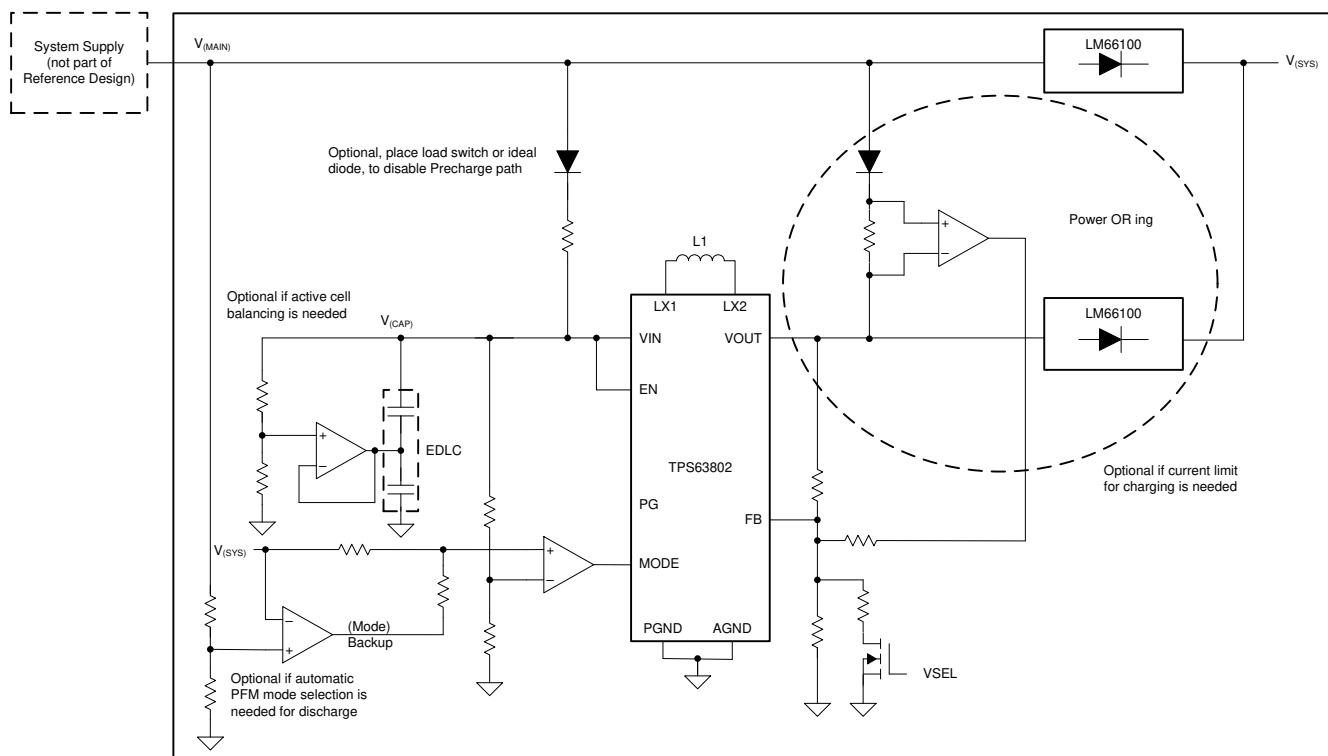 System Supply
(not part of
Reference Design)
V(MAIN)
LM66100
V(SYS)
Optional, place load switch or ideal
diode, to disable Precharge path
+
−
Power OR ing
L1
LX1
LX2
Optional if active cell
balancing is needed
V(CAP)
VIN
VOUT
LM66100
EN
+
−
EDLC
TPS63802
Optional if current limit
for charging is needed
PG
FB
V(SYS)
+
−
MODE
−
+
(Mode)
Backup
PGND
AGND
VSEL
Optional if automatic
PFM mode selection is
needed for discharge